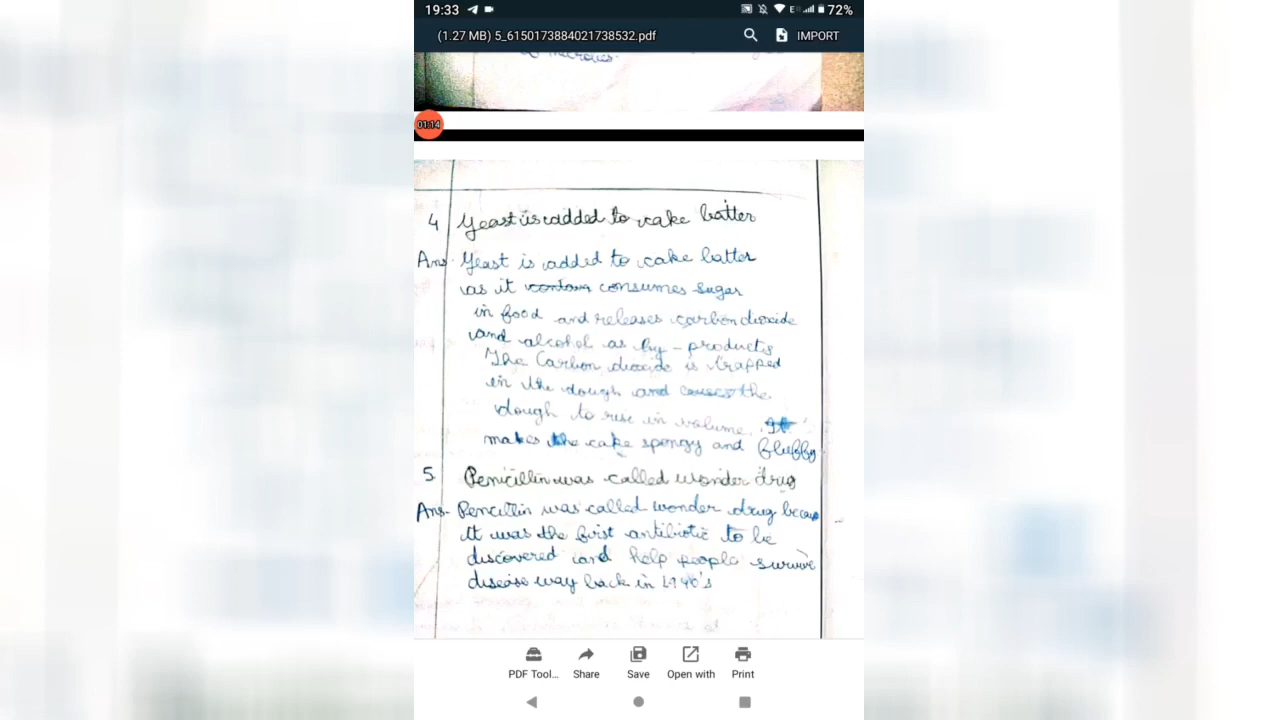 19:33
72%
(1.27 MB) 5_6150173884021738532.pdf
IMPORT
01:14
4 Yeast is added to cake batter
Ans. Yeast is added to cake batter
as it consumes sugar
in food and releases carbon dioxide
and alcohol as by-products
The Carbon dioxide is trapped
in the dough and causes the
dough to rise in volume. It
makes the cake spongy and fluffy
5 Penicillin was called wonder drug
Ans- Pencillin was called wonder drug becaus
It was the first antibiotic to be
discovered and help people survive
disease way back in 1940's
PDF Tool...
Share
Save
Open with
Print